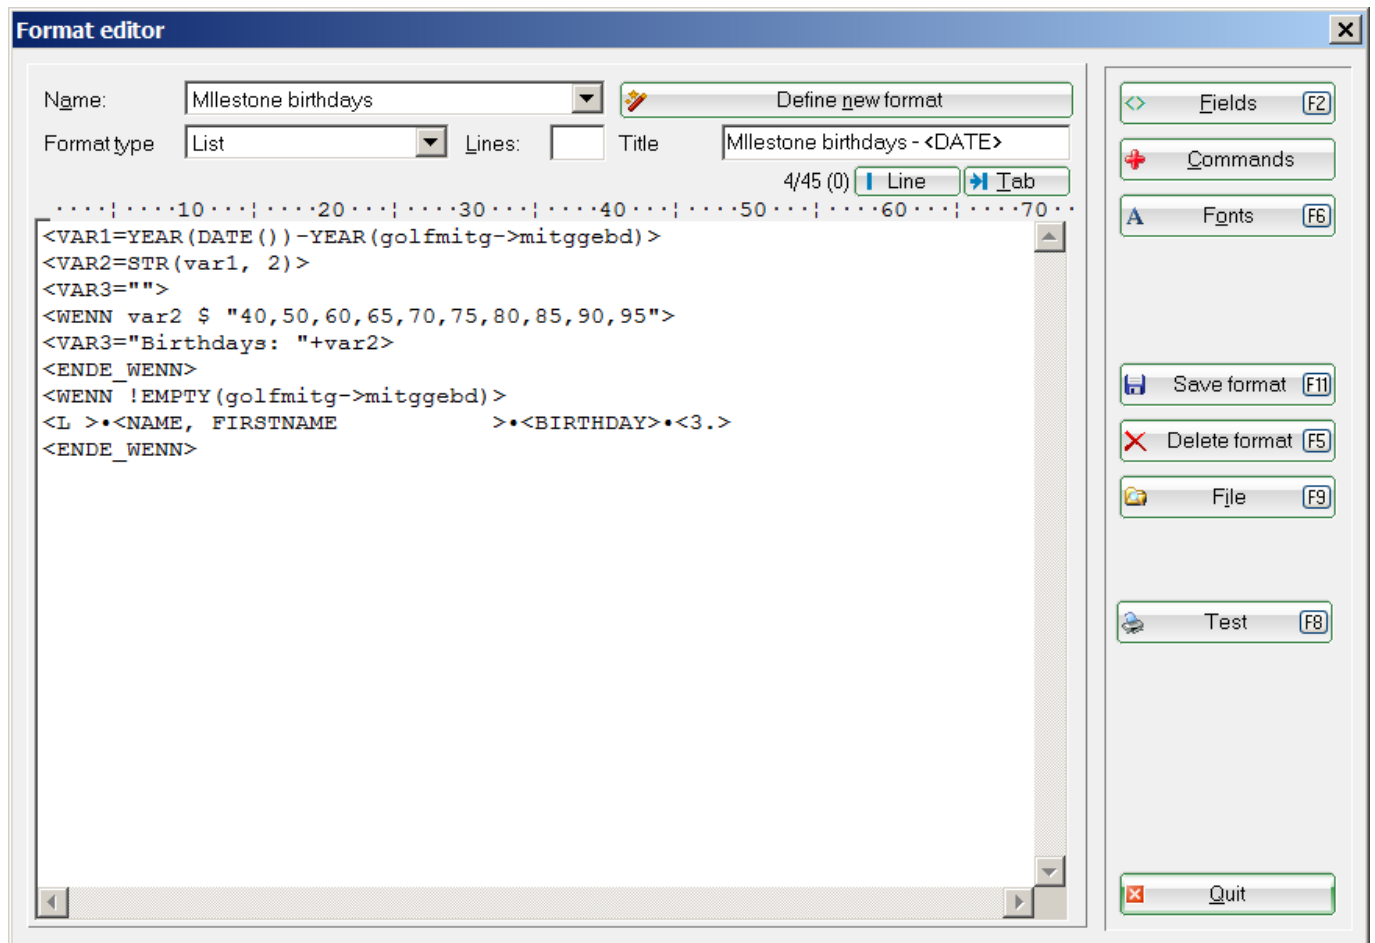 Format editor
Name: MIlestone birthdays Define new format
Format type List Lines: Title MIlestone birthdays - <DATE>
4/45 (0) Line Tab
····¦····10····¦····20····¦····30····¦····40····¦····50····¦····60····¦····70··
<VAR1=YEAR(DATE())-YEAR(golfmitg->mitggebd)>
<VAR2=STR(var1, 2)>
<VAR3="">
<WENN var2 $ "40,50,60,65,70,75,80,85,90,95">
<VAR3="Birthdays: "+var2>
<ENDE_WENN>
<WENN !EMPTY(golfmitg->mitggebd)>
<L >•<NAME, FIRSTNAME           >•<BIRTHDAY>•<3.>
<ENDE_WENN>
Fields F2
Commands
Fonts F6
Save format F11
Delete format F5
File F9
Test F8
Quit